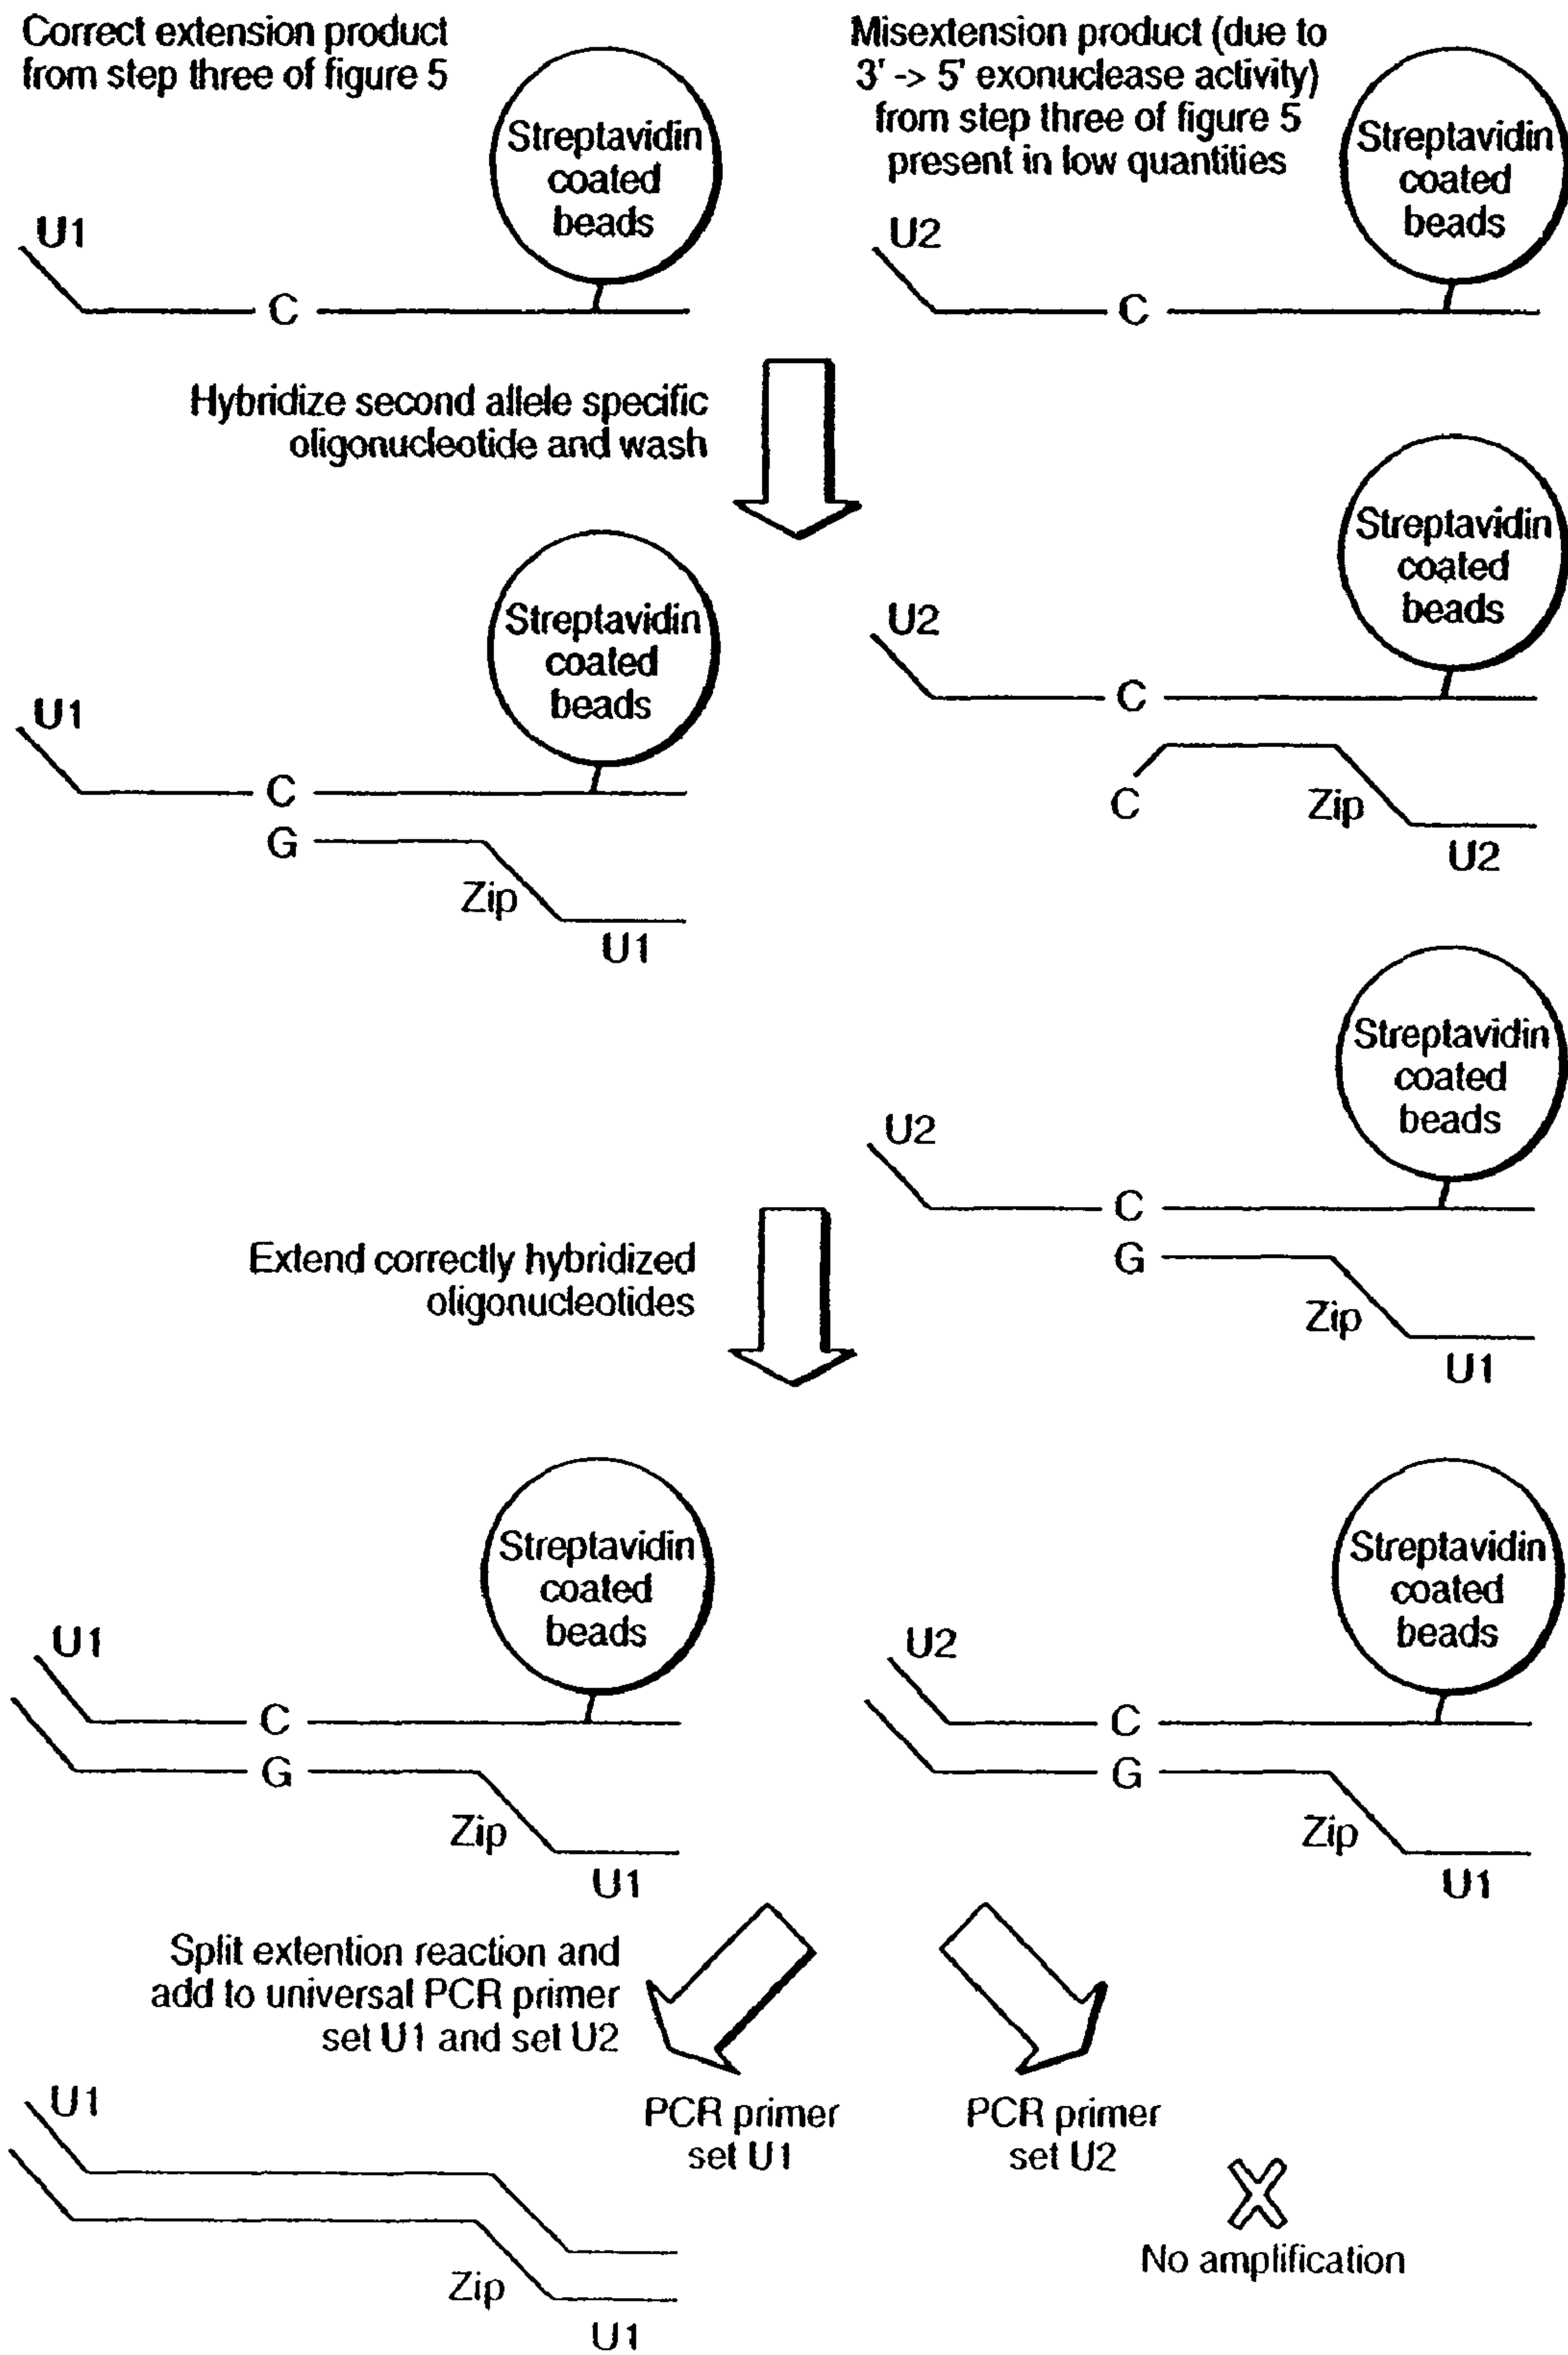 Correct extension product
from step three of figure 5
Misextension product (due to
3' -> 5' exonuclease activity)
from step three of figure 5
present in low quantities
Streptavidin
coated
beads
Streptavidin
coated
beads
U1
C
U2
C
Hybridize second allele specific
oligonucleotide and wash
Streptavidin
coated
beads
U1
C
G
Zip
U1
Streptavidin
coated
beads
U2
C
C
Zip
U2
Streptavidin
coated
beads
U2
C
G
Zip
U1
Extend correctly hybridized
oligonucleotides
Streptavidin
coated
beads
U1
C
G
Zip
U1
Streptavidin
coated
beads
U2
C
G
Zip
U1
Split extention reaction and
add to universal PCR primer
set U1 and set U2
PCR primer
set U1
PCR primer
set U2
U1
Zip
U1
X
No amplification